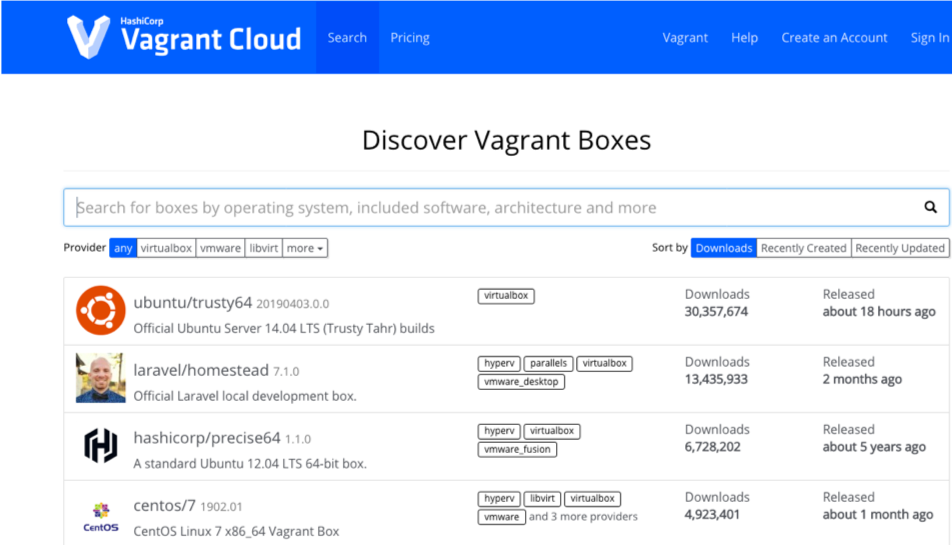 HashiCorp
Vagrant Cloud Search Pricing Vagrant Help Create an Account Sign In
Discover Vagrant Boxes
Search for boxes by operating system, included software, architecture and more
Provider any virtualbox vmware libvirt more Sort by Downloads Recently Created Recently Updated
ubuntu/trusty64 20190403.0.0
Official Ubuntu Server 14.04 LTS (Trusty Tahr) builds
virtualbox
Downloads
30,357,674
Released
about 18 hours ago
laravel/homestead 7.1.0
Official Laravel local development box.
hyperv parallels virtualbox
vmware_desktop
Downloads
13,435,933
Released
2 months ago
hashicorp/precise64 1.1.0
A standard Ubuntu 12.04 LTS 64-bit box.
hyperv virtualbox
vmware_fusion
Downloads
6,728,202
Released
about 5 years ago
CentOS
centos/7 1902.01
CentOS Linux 7 x86_64 Vagrant Box
hyperv libvirt virtualbox
vmware and 3 more providers
Downloads
4,923,401
Released
about 1 month ago